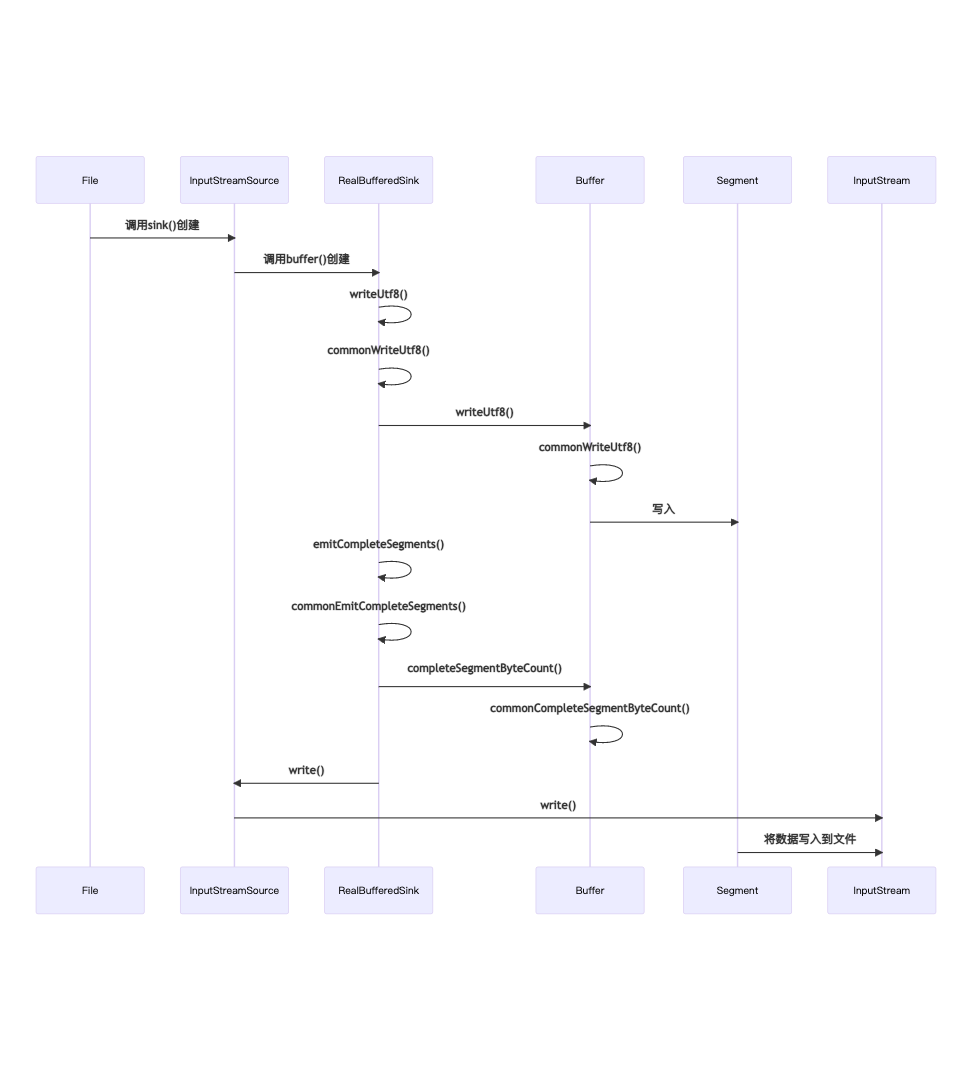 File
InputStreamSource
RealBufferedSink
Buffer
Segment
InputStream
调用sink()创建
调用buffer()创建
writeUtf8()
commonWriteUtf8()
writeUtf8()
commonWriteUtf8()
写入
emitCompleteSegments()
commonEmitCompleteSegments()
completeSegmentByteCount()
commonCompleteSegmentByteCount()
write()
write()
将数据写入到文件
File
InputStreamSource
RealBufferedSink
Buffer
Segment
InputStream